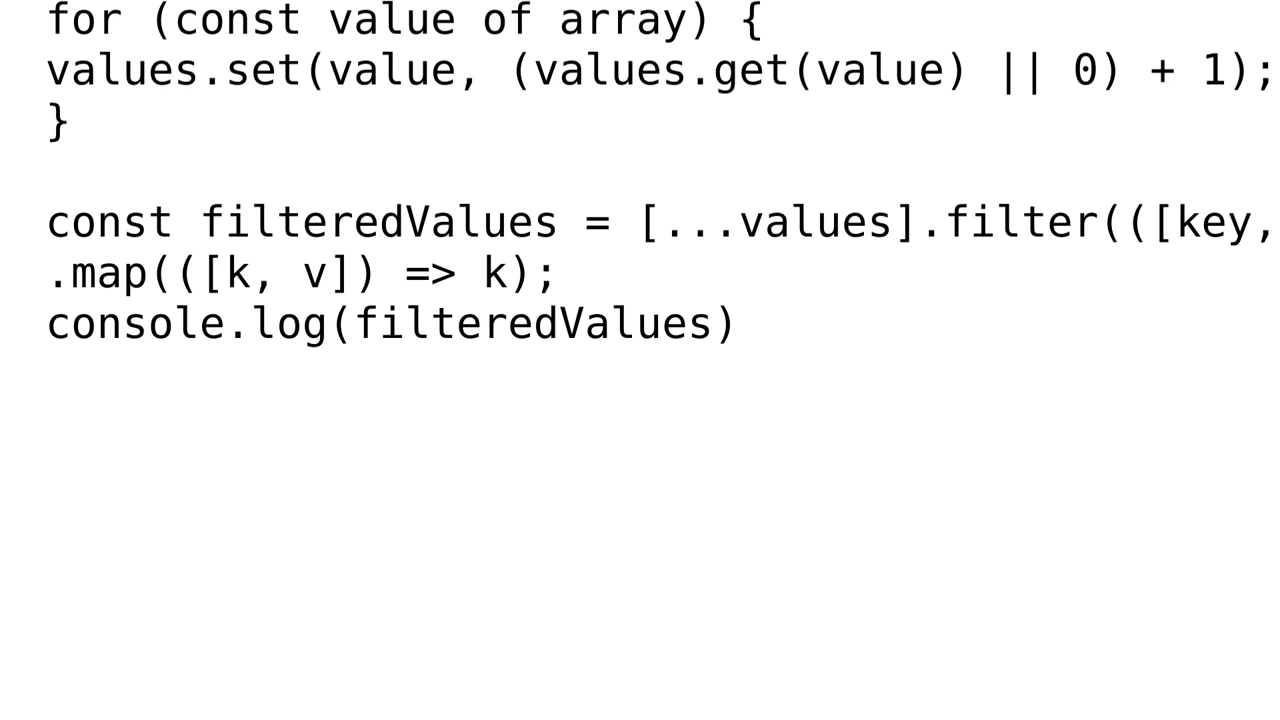 for (const value of array) {
values.set(value, (values.get(value) || 0) + 1);
}

const filteredValues = [...values].filter(([key,
.map(([k, v]) => k);
console.log(filteredValues)